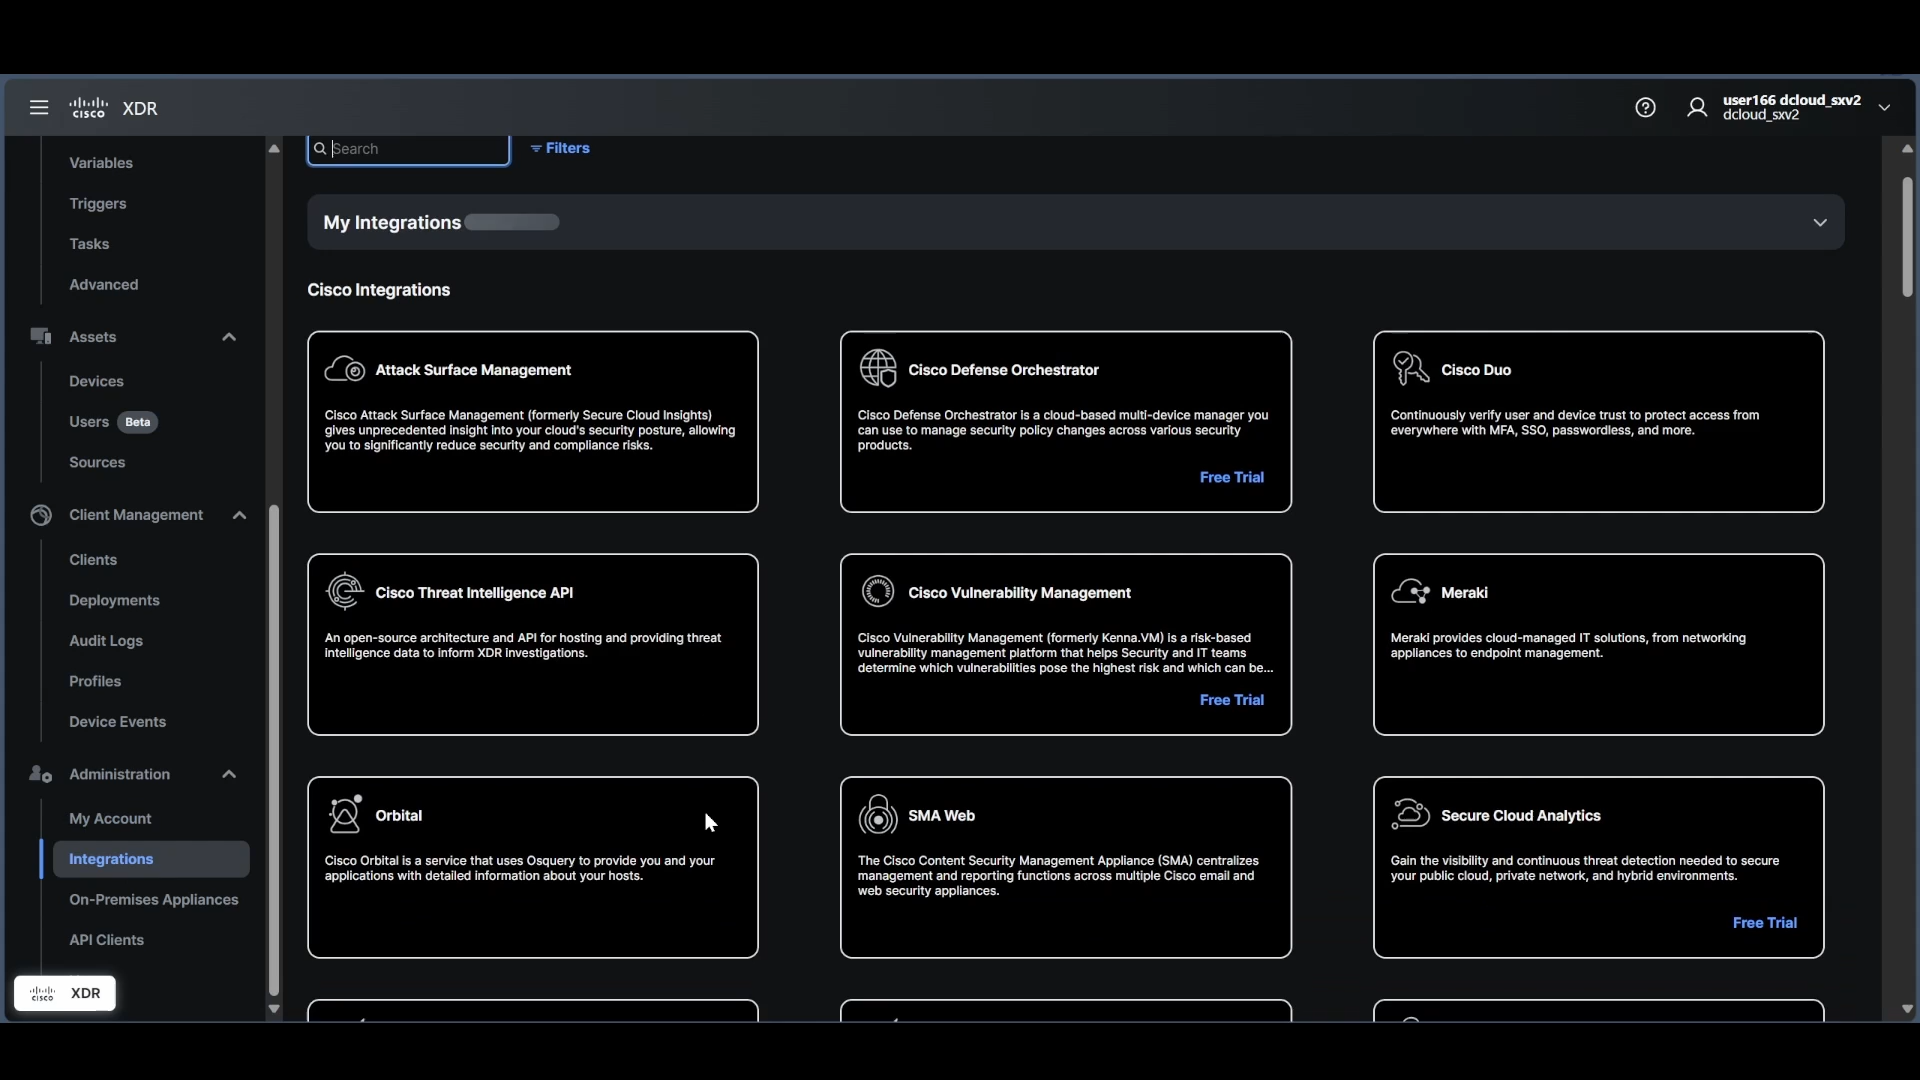 cisco XDR
user166 dcloud_sxv2
dcloud_sxv2
Variables
Triggers
Tasks
Advanced
Assets
Devices
Users Beta
Sources
Client Management
Clients
Deployments
Audit Logs
Profiles
Device Events
Administration
My Account
Integrations
On-Premises Appliances
API Clients
cisco XDR
Search
Filters
My Integrations
Cisco Integrations
Attack Surface Management
Cisco Attack Surface Management (formerly Secure Cloud Insights)
gives unprecedented insight into your cloud's security posture, allowing
you to significantly reduce security and compliance risks.
Cisco Defense Orchestrator
Cisco Defense Orchestrator is a cloud-based multi-device manager you
can use to manage security policy changes across various security
products.
Free Trial
Cisco Duo
Continuously verify user and device trust to protect access from
everywhere with MFA, SSO, passwordless, and more.
Cisco Threat Intelligence API
An open-source architecture and API for hosting and providing threat
intelligence data to inform XDR investigations.
Cisco Vulnerability Management
Cisco Vulnerability Management (formerly Kenna.VM) is a risk-based
vulnerability management platform that helps Security and IT teams
determine which vulnerabilities pose the highest risk and which can be...
Free Trial
Meraki
Meraki provides cloud-managed IT solutions, from networking
appliances to endpoint management.
Orbital
Cisco Orbital is a service that uses Osquery to provide you and your
applications with detailed information about your hosts.
SMA Web
The Cisco Content Security Management Appliance (SMA) centralizes
management and reporting functions across multiple Cisco email and
web security appliances.
Secure Cloud Analytics
Gain the visibility and continuous threat detection needed to secure
your public cloud, private network, and hybrid environments.
Free Trial